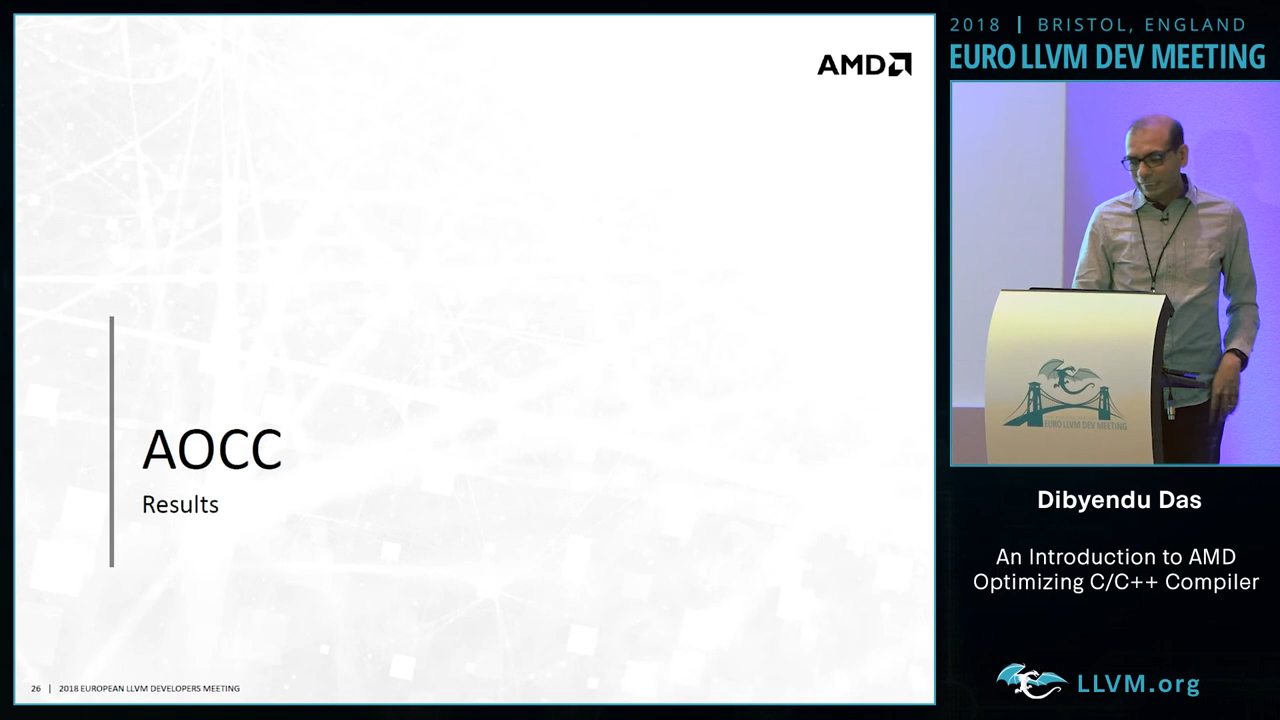 AMD
AOCC
Results
26 | 2018 EUROPEAN LLVM DEVELOPERS MEETING
2018 | BRISTOL, ENGLAND
EURO LLVM DEV MEETING
EURO LLVM DEV MEETING
Dibyendu Das
An Introduction to AMD
Optimizing C/C++ Compiler
LLVM.org